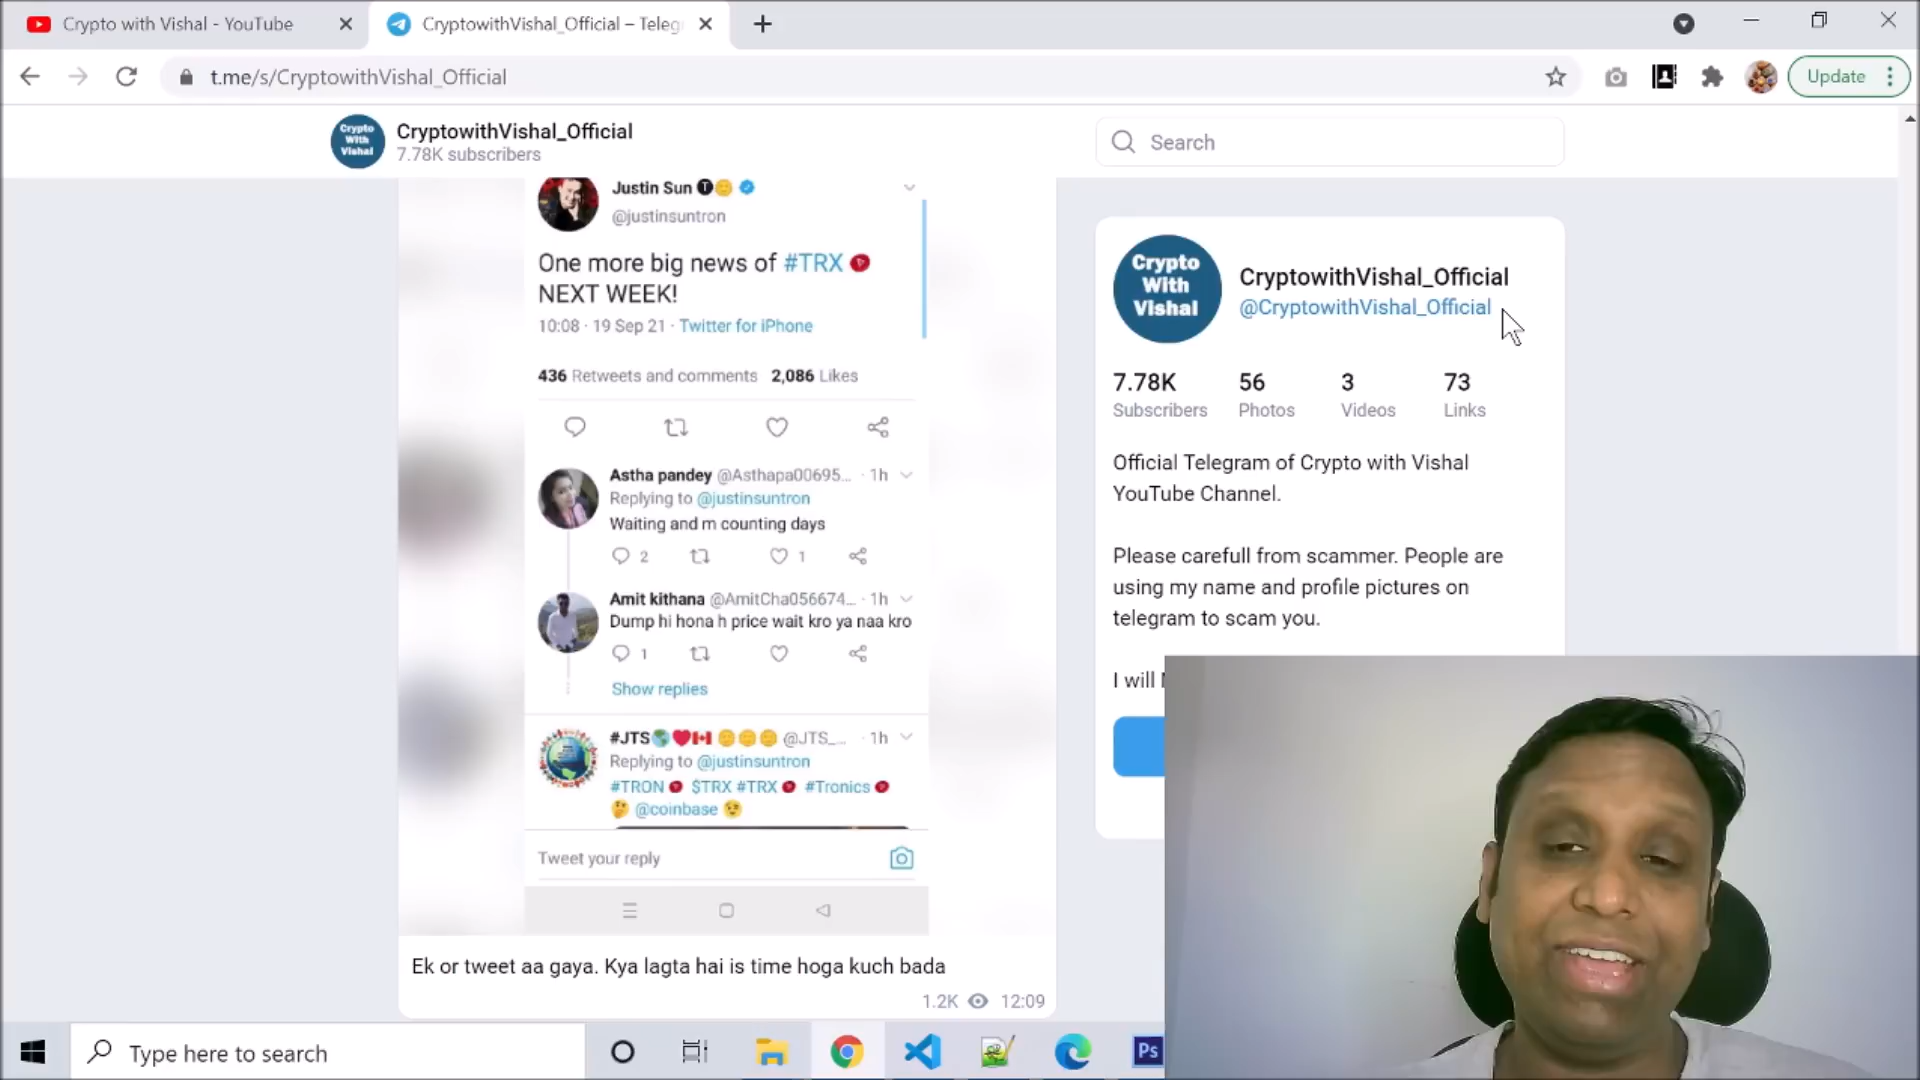 Crypto with Vishal - YouTube
CryptowithVishal_Official – Teleg
t.me/s/CryptowithVishal_Official
Update
Crypto With Vishal
CryptowithVishal_Official
7.78K subscribers
Search
Justin Sun
@justinsuntron
One more big news of #TRX
NEXT WEEK!
10:08 · 19 Sep 21 · Twitter for iPhone
436 Retweets and comments 2,086 Likes
Astha pandey @Asthapa00695... · 1h
Replying to @justinsuntron
Waiting and m counting days
2 1
Amit kithana @AmitCha056674... · 1h
Dump hi hona h price wait kro ya naa kro
1
Show replies
#JTS @JTS_... · 1h
Replying to @justinsuntron
#TRON $TRX #TRX #Tronics
@coinbase
Tweet your reply
Ek or tweet aa gaya. Kya lagta hai is time hoga kuch bada
1.2K 12:09
Crypto
With
Vishal
CryptowithVishal_Official
@CryptowithVishal_Official
7.78K 56 3 73
Subscribers Photos Videos Links
Official Telegram of Crypto with Vishal
YouTube Channel.
Please carefull from scammer. People are
using my name and profile pictures on
telegram to scam you.
I will
Type here to search
Ps